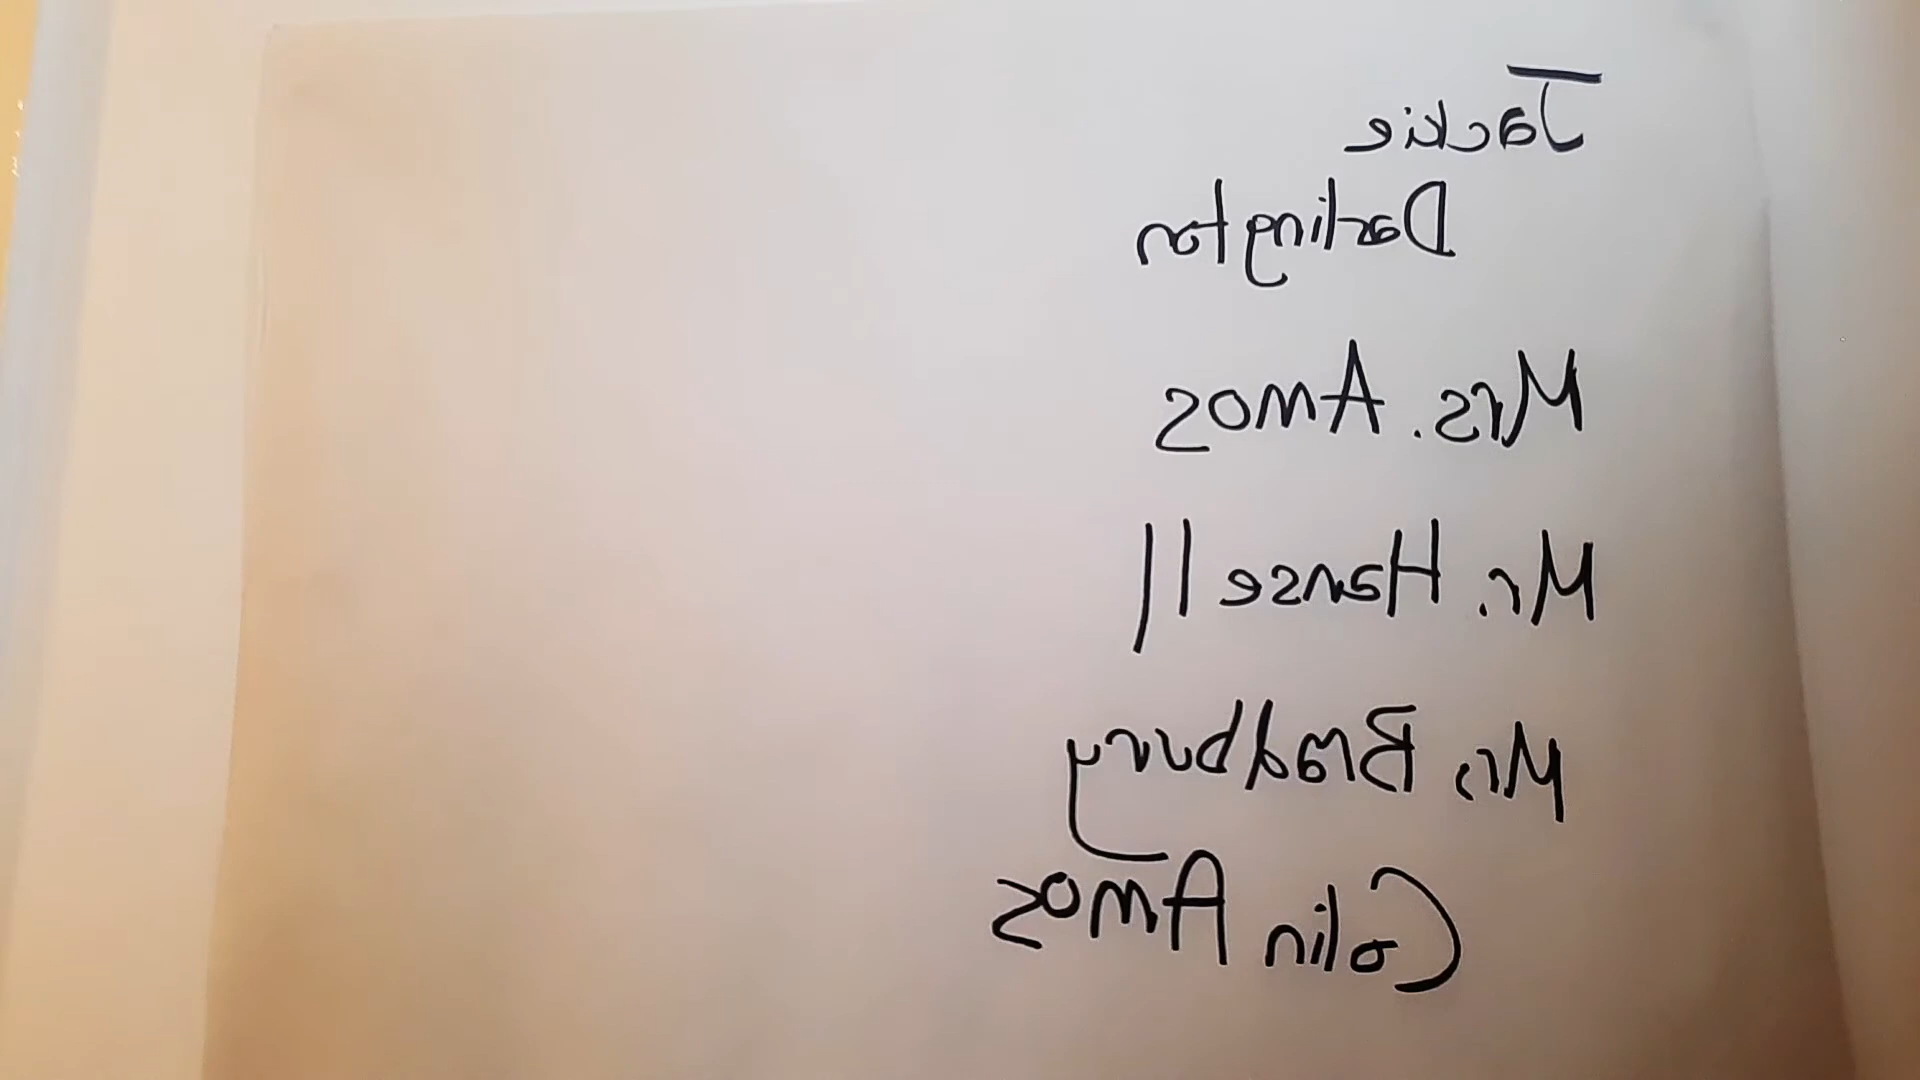 Jackie
Darlington
Mrs. Amos
Mr. Hansell
Mr. Bradbury
Colin Amos